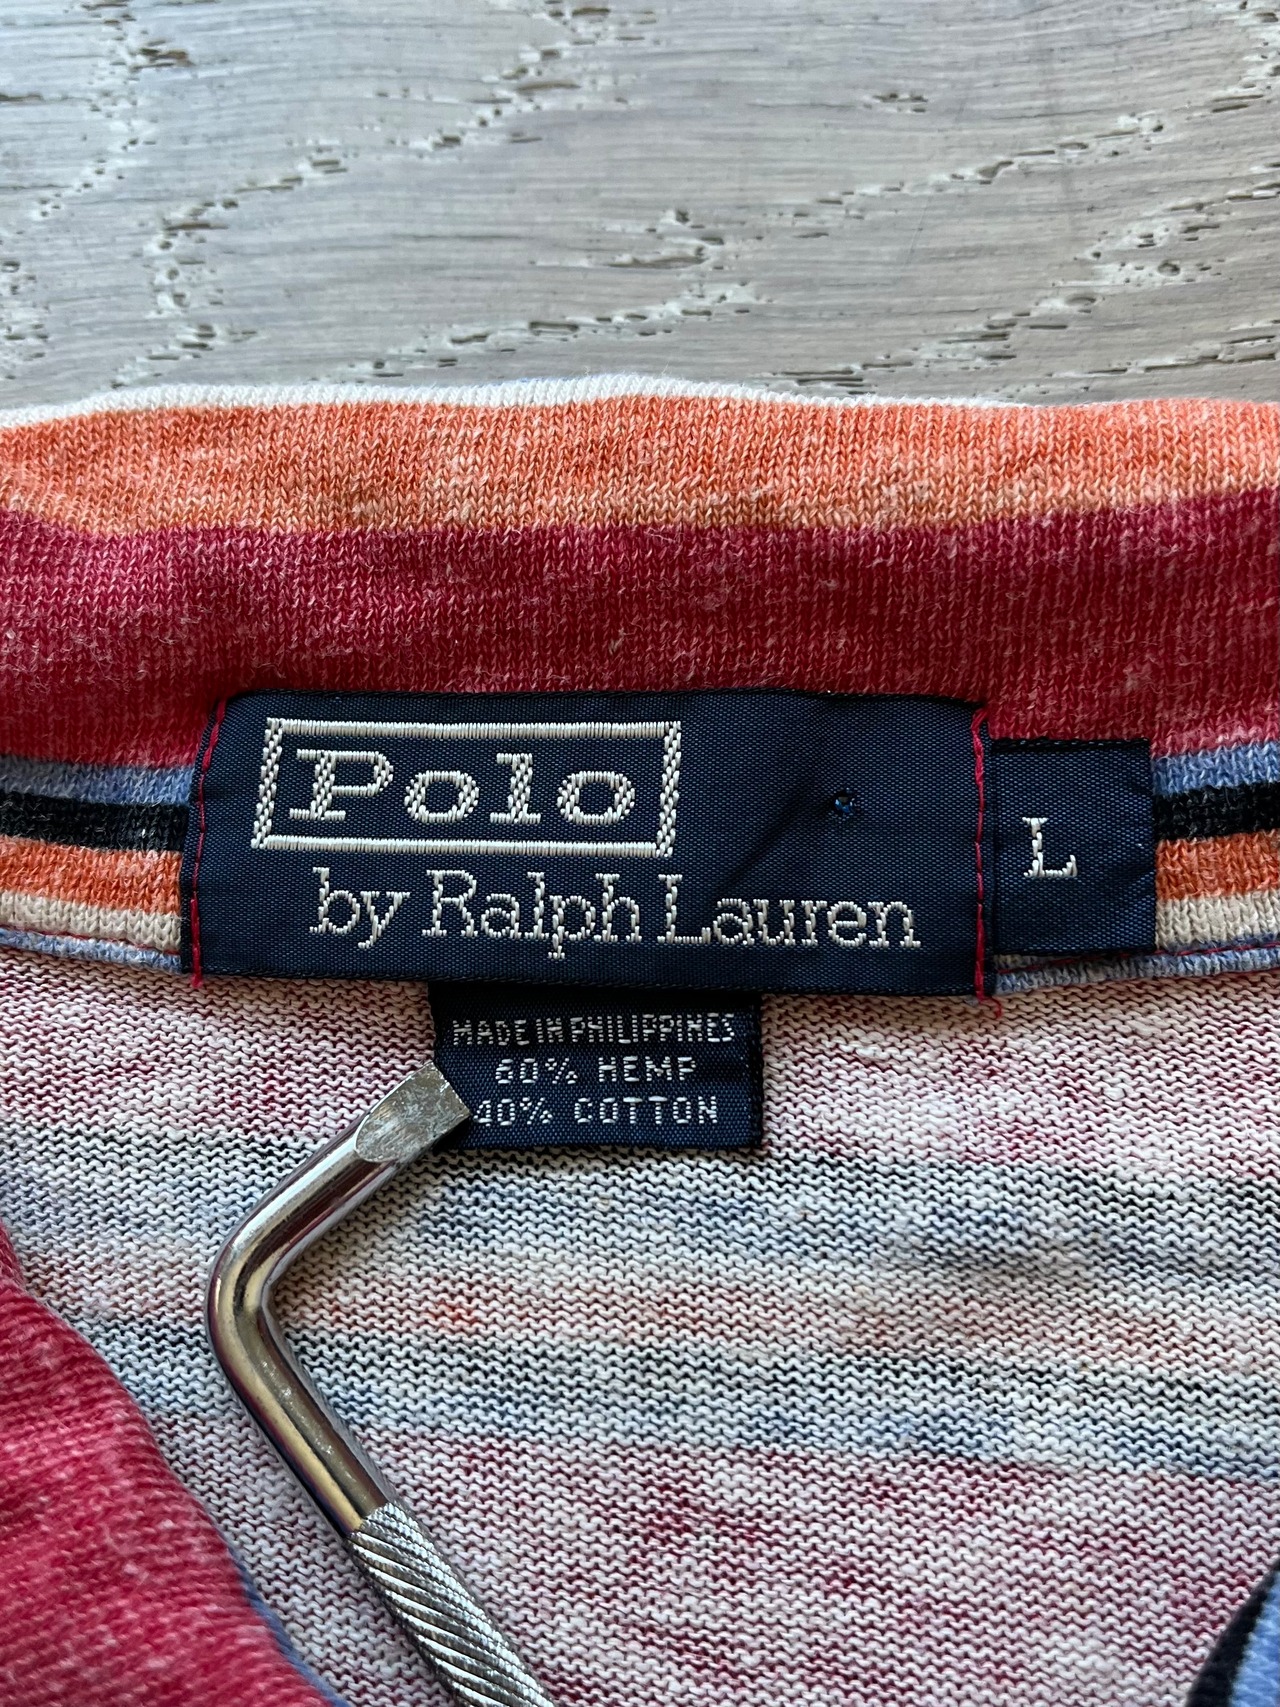 Polo
by Ralph Lauren
L
MADE IN PHILIPPINES
60% HEMP
40% COTTON